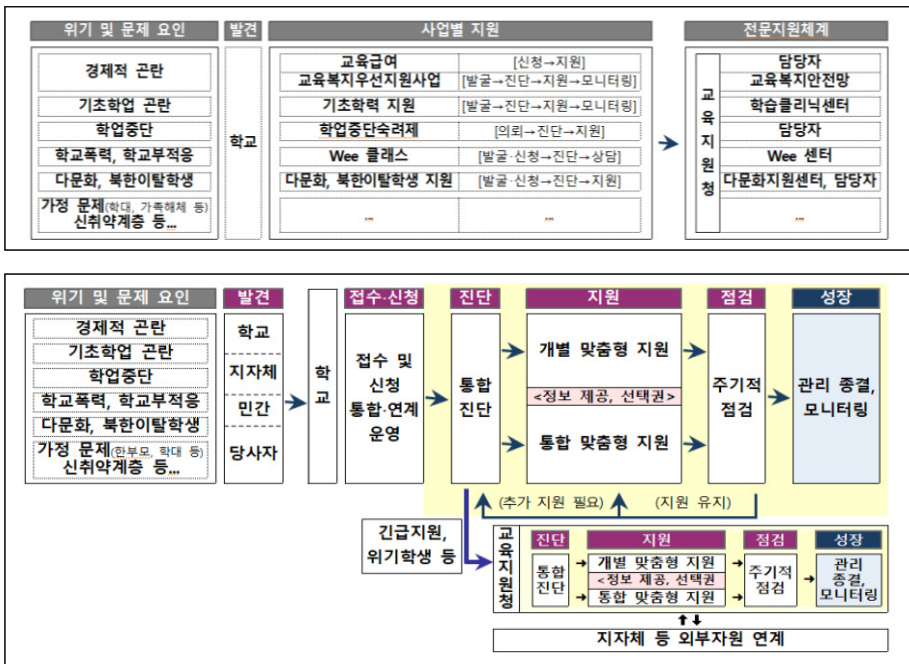 위기 및 문제 요인 발견 사업별 지원 전문지원체계
경제적 곤란
기초학업 곤란
학업중단
학교폭력, 학교부적응
다문화, 북한이탈학생
가정 문제(학대, 가족해체 등)
신취약계층 등...
학교
교육급여 [신청→지원]
교육복지우선지원사업 [발굴→진단→지원→모니터링]
기초학력 지원 [발굴→진단→지원→모니터링]
학업중단숙려제 [의뢰→진단→지원]
Wee 클래스 [발굴·신청→진단→상담]
다문화, 북한이탈학생 지원 [발굴·신청→진단→지원]
... ...
교육지원청
담당자
교육복지안전망
학습클리닉센터
담당자
Wee 센터
다문화지원센터, 담당자
...
위기 및 문제 요인 발견 접수·신청 진단 지원 점검 성장
경제적 곤란
기초학업 곤란
학업중단
학교폭력, 학교부적응
다문화, 북한이탈학생
가정 문제(한부모, 학대 등)
신취약계층 등...
학교
지자체
민간
당사자
학교
접수 및
신청
통합·연계
운영
통합
진단
개별 맞춤형 지원
<정보 제공, 선택권>
통합 맞춤형 지원
주기적
점검
관리 종결,
모니터링
(추가 지원 필요) (지원 유지)
긴급지원,
위기학생 등
교육지원청
진단 지원 점검 성장
통합
진단
개별 맞춤형 지원
<정보 제공, 선택권
통합 맞춤형 지원
주기적
점검
관리
종결,
모니터링
지자체 등 외부자원 연계